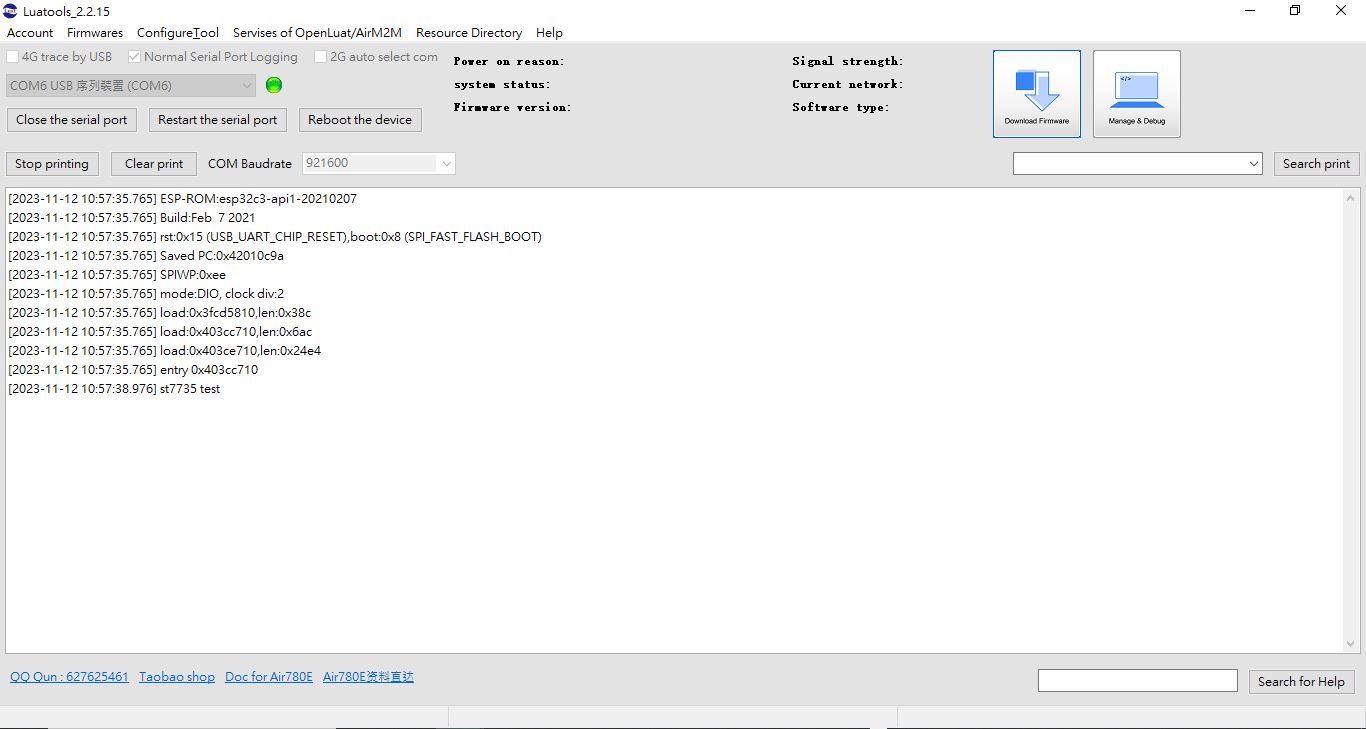 Luatools_2.2.15
Account Firmwares ConfigureTool Servises of OpenLuat/AirM2M Resource Directory Help
4G trace by USB Normal Serial Port Logging 2G auto select com
Power on reason: Signal strength:
COM6 USB 序列裝置 (COM6)
system status: Current network:
Firmware version: Software type:
Close the serial port Restart the serial port Reboot the device
Download Firmware </> Manage & Debug
Stop printing Clear print COM Baudrate 921600 Search print
[2023-11-12 10:57:35.765] ESP-ROM:esp32c3-api1-20210207
[2023-11-12 10:57:35.765] Build:Feb  7 2021
[2023-11-12 10:57:35.765] rst:0x15 (USB_UART_CHIP_RESET),boot:0x8 (SPI_FAST_FLASH_BOOT)
[2023-11-12 10:57:35.765] Saved PC:0x42010c9a
[2023-11-12 10:57:35.765] SPIWP:0xee
[2023-11-12 10:57:35.765] mode:DIO, clock div:2
[2023-11-12 10:57:35.765] load:0x3fcd5810,len:0x38c
[2023-11-12 10:57:35.765] load:0x403cc710,len:0x6ac
[2023-11-12 10:57:35.765] load:0x403ce710,len:0x24e4
[2023-11-12 10:57:35.765] entry 0x403cc710
[2023-11-12 10:57:38.976] st7735 test
QQ Qun : 627625461 Taobao shop Doc for Air780E Air780E资料直达
Search for Help